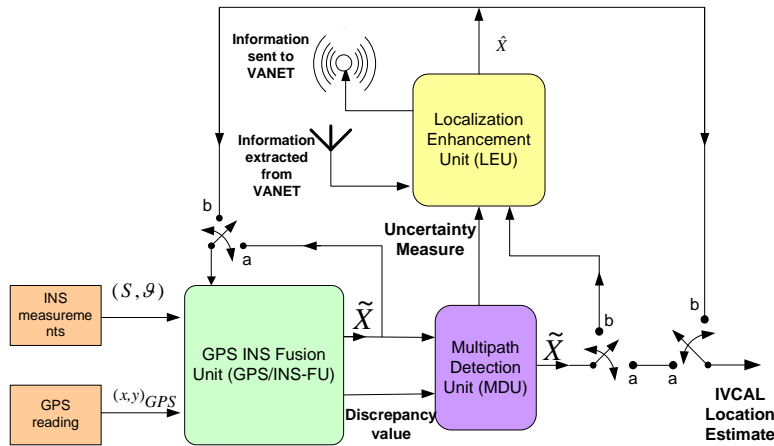 Information
sent to
VANET
X̂
Localization
Enhancement
Unit (LEU)
Information
extracted
from
VANET
b
a
Uncertainty
Measure
INS
measureme
nts
(S,ϑ)
GPS INS Fusion
Unit (GPS/INS-FU)
X̃
Multipath
Detection
Unit (MDU)
X̃
b
a
b
a
GPS
reading
(x,y)GPS
Discrepancy
value
IVCAL
Location
Estimate